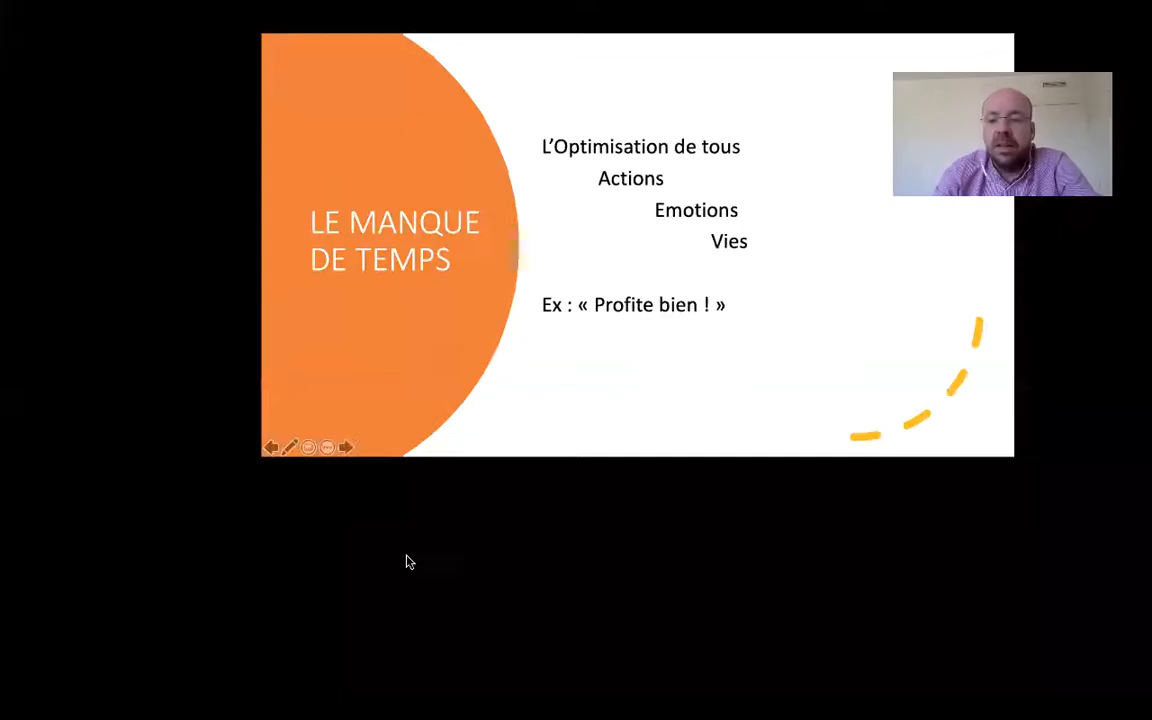 LE MANQUE
DE TEMPS
L’Optimisation de tous
Actions
Emotions
Vies
Ex : « Profite bien ! »